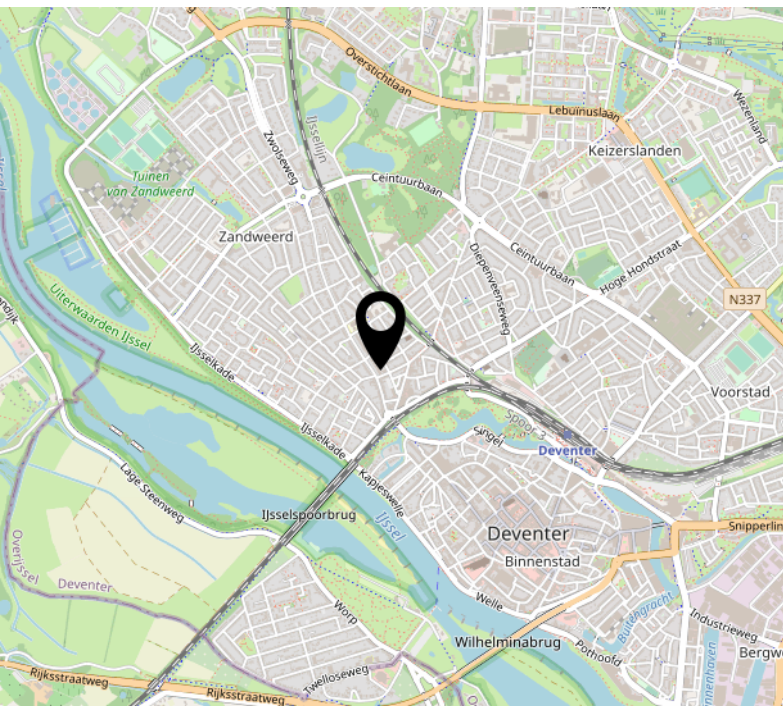 Overstichtlaan
Lebuïnuslaan
Wezenland
IJssellijn
Zwolseweg
Keizerslanden
Tuinen
van Zandweerd
Ceintuurbaan
Zandweerd
Diepenveenseweg
Ceintuurbaan
Hoge Hondstraat
N337
Uiterwaarden IJssel
IJsselkade
Voorstad
IJsselkade
Singel
Spoor 3
Deventer
Lage Steenweg
Kapjeswelle
IJsselspoorbrug
IJssel
Deventer
Binnenstad
Snipperlin
Overijssel
Deventer
Worp
Welle
Buitengracht
Industrieweg
Wilhelminabrug
Pothoofd
Bergwe
nnenhaven
Twelloseweg
Rijksstraatweg
Rijksstraatweg